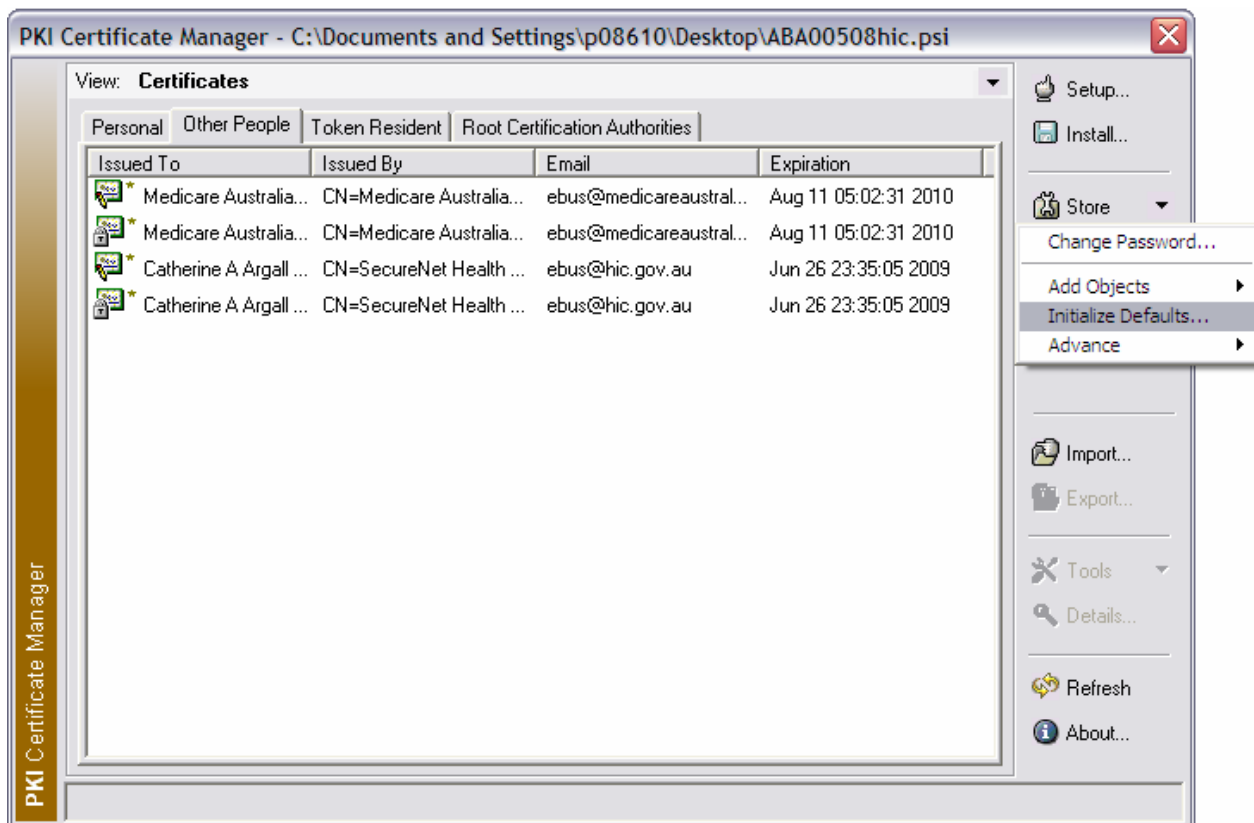 PKI Certificate Manager - C:\Documents and Settings\p08610\Desktop\ABA00508hic.psi
View: Certificates
Personal Other People Token Resident Root Certification Authorities
Issued To Issued By Email Expiration
Medicare Australia... CN=Medicare Australia... ebus@medicareaustral... Aug 11 05:02:31 2010
Medicare Australia... CN=Medicare Australia... ebus@medicareaustral... Aug 11 05:02:31 2010
Catherine A Argall ... CN=SecureNet Health ... ebus@hic.gov.au Jun 26 23:35:05 2009
Catherine A Argall ... CN=SecureNet Health ... ebus@hic.gov.au Jun 26 23:35:05 2009
Setup...
Install...
Store
Change Password...
Add Objects
Initialize Defaults...
Advance
Import...
Export...
Tools
Details...
Refresh
About...
PKI Certificate Manager